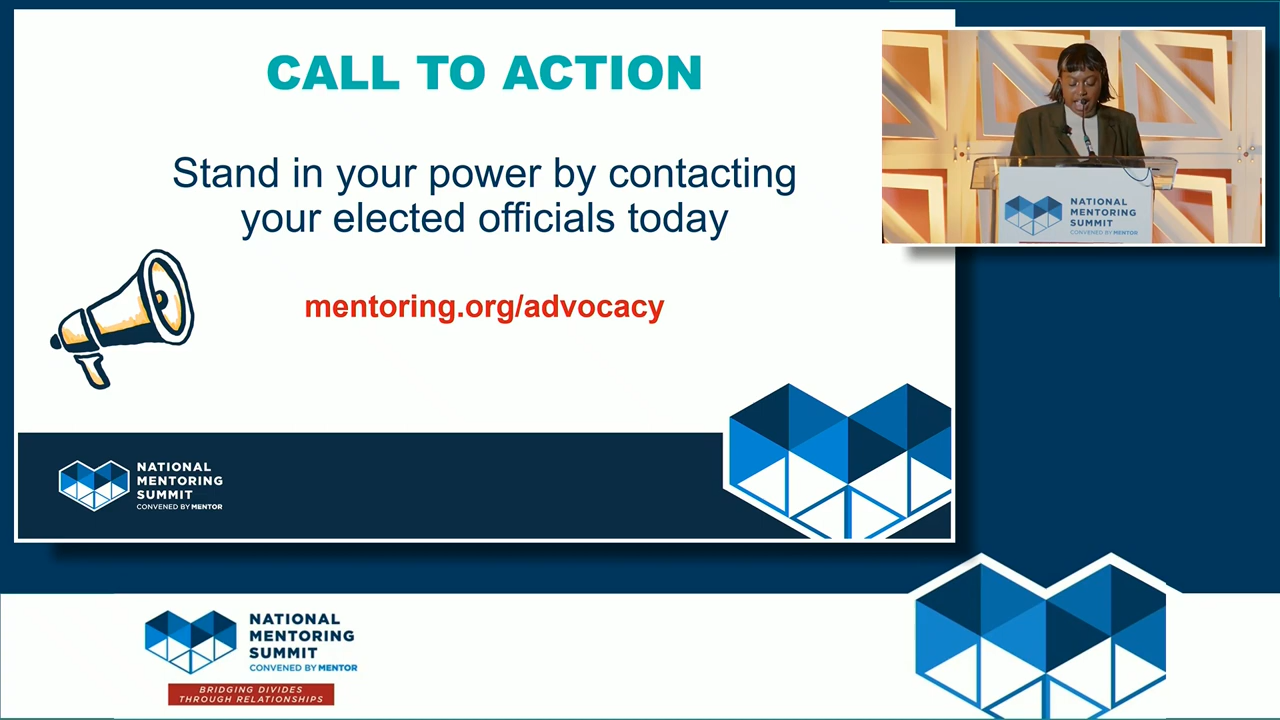 CALL TO ACTION
Stand in your power by contacting
your elected officials today
mentoring.org/advocacy
NATIONAL
MENTORING
SUMMIT
CONVENED BY MENTOR
NATIONAL
MENTORING
SUMMIT
CONVENED BY MENTOR
NATIONAL
MENTORING
SUMMIT
CONVENED BY MENTOR
BRIDGING DIVIDES
THROUGH RELATIONSHIPS